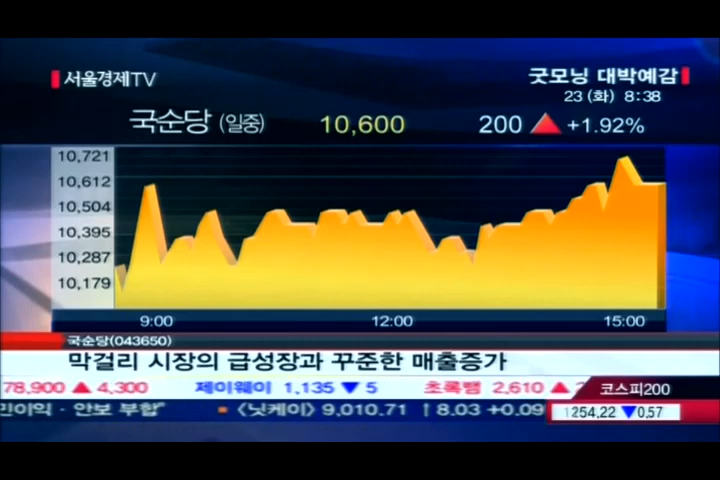 서울경제TV
굿모닝 대박예감
23 (화) 8:38
국순당 (일중) 10,600 200 ▲ +1.92%
10,721
10,612
10,504
10,395
10,287
10,179
9:00 12:00 15:00
국순당(043650)
막걸리 시장의 급성장과 꾸준한 매출증가
78,900 ▲ 4,300 제이웨이 1,135 ▼ 5 초록뱀 2,610 ▲ 2 코스피200
민이익 · 안보 부합" ▪ 〈닛케이〉 9,010.71 ↑8.03 +0.09 254,22 ▼0,57